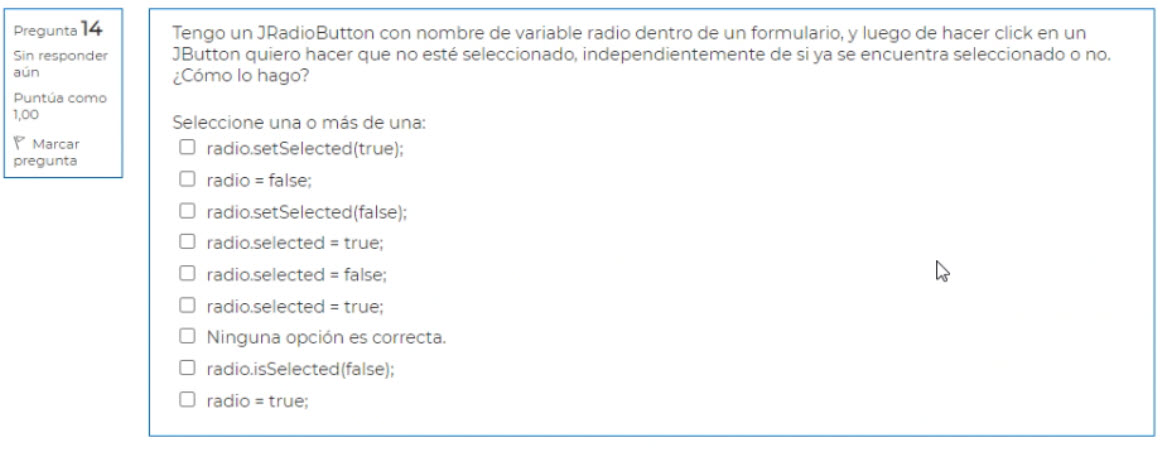 Pregunta 14
Sin responder
aún
Puntúa como
1,00
Marcar
pregunta
Tengo un JRadioButton con nombre de variable radio dentro de un formulario, y luego de hacer click en un
JButton quiero hacer que no esté seleccionado, independientemente de si ya se encuentra seleccionado o no.
¿Cómo lo hago?
Seleccione una o más de una:
radio.setSelected(true);
radio = false;
radio.setSelected(false);
radio.selected = true;
radio.selected = false;
radio.selected = true;
Ninguna opción es correcta.
radio.isSelected(false);
radio = true;